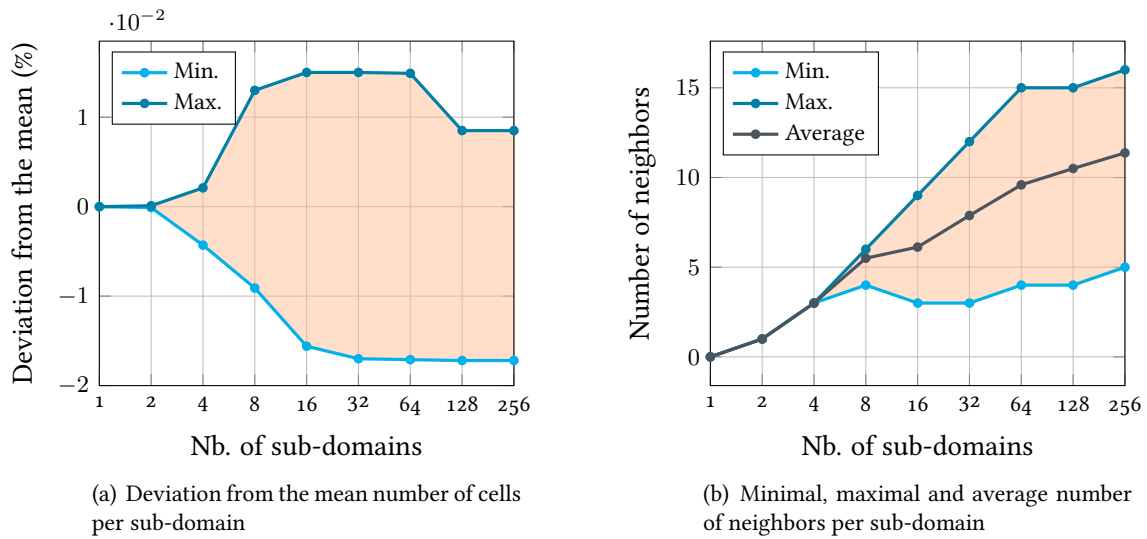 ·10⁻²
Deviation from the mean (%)
Min.
Max.
1
0
−1
−2
1 2 4 8 16 32 64 128 256
Nb. of sub-domains
(a) Deviation from the mean number of cells
per sub-domain
Number of neighbors
Min.
Max.
Average
15
10
5
0
1 2 4 8 16 32 64 128 256
Nb. of sub-domains
(b) Minimal, maximal and average number
of neighbors per sub-domain